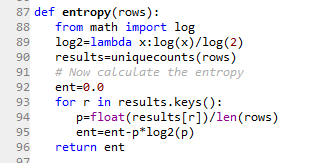 87 def entropy(rows):
88     from math import log
89     log2=lambda x:log(x)/log(2)
90     results=uniquecounts(rows)
91     # Now calculate the entropy
92     ent=0.0
93     for r in results.keys():
94         p=float(results[r])/len(rows)
95         ent=ent-p*log2(p)
96     return ent